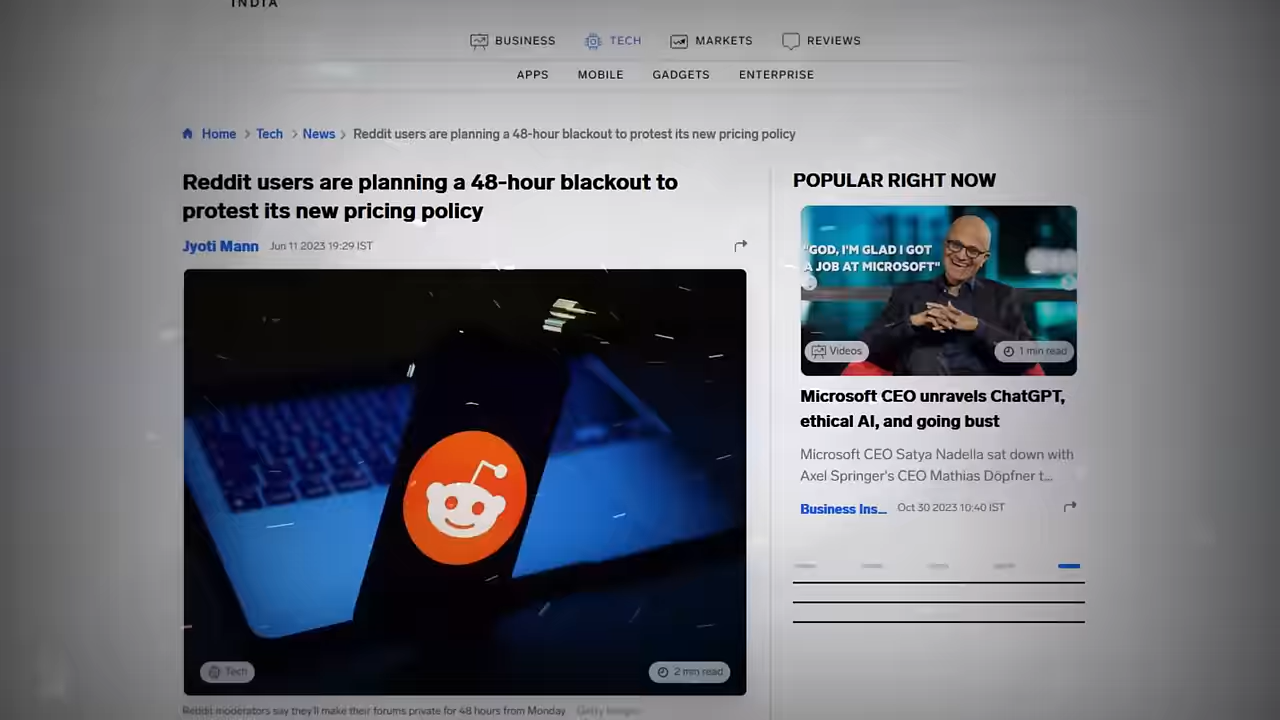 INDIA
BUSINESS TECH MARKETS REVIEWS
APPS MOBILE GADGETS ENTERPRISE
Home > Tech > News > Reddit users are planning a 48-hour blackout to protest its new pricing policy
Reddit users are planning a 48-hour blackout to
protest its new pricing policy
Jyoti Mann Jun 11 2023 19:29 IST
Tech
2 min read
Reddit moderators say they'll make their forums private for 48 hours from Monday. Getty Images
POPULAR RIGHT NOW
"GOD, I'M GLAD I GOT
A JOB AT MICROSOFT"
Videos
1 min read
Microsoft CEO unravels ChatGPT,
ethical AI, and going bust
Microsoft CEO Satya Nadella sat down with
Axel Springer's CEO Mathias Döpfner t...
Business Ins... Oct 30 2023 10:40 IST